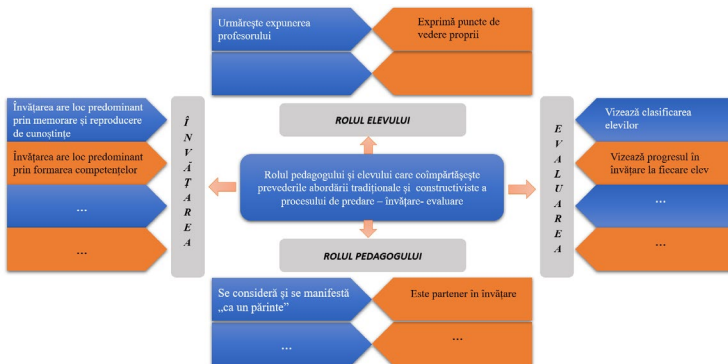 Urmărește expunerea
profesorului
Exprimă puncte de
vedere proprii
ROLUL ELEVULUI
Învățarea are loc predominant
prin memorare și reproducere
de cunoștințe
Învățarea are loc predominant
prin formarea competențelor
...
...
ÎNVĂȚAREA
Rolul pedagogului și elevului care coîmpărtășește
prevederile abordării tradiționale și constructiviste a
procesului de predare – învățare- evaluare
EVALUAREA
Vizează clasificarea
elevilor
Vizează progresul în
învățare la fiecare elev
...
...
ROLUL PEDAGOGULUI
Se consideră și se manifestă
„ca un părinte”
Este partener în învățare
...
...